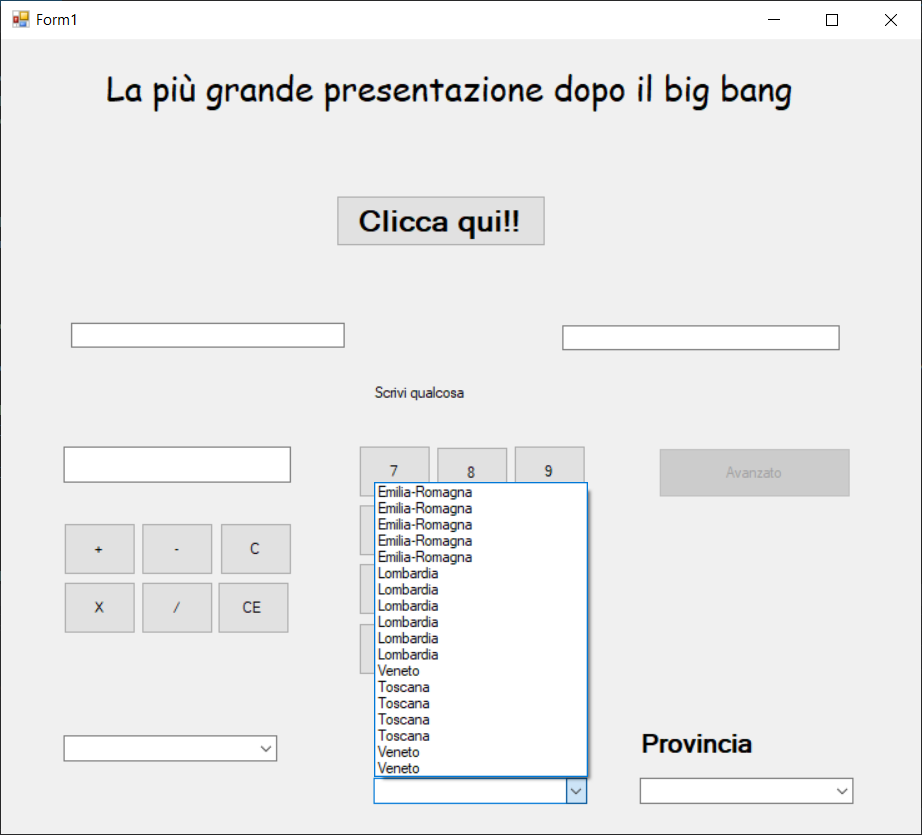 Form1
La più grande presentazione dopo il big bang
Clicca qui!!
Scrivi qualcosa
7 8 9
Avanzato
+ - C
X / CE
Emilia-Romagna
Emilia-Romagna
Emilia-Romagna
Emilia-Romagna
Emilia-Romagna
Lombardia
Lombardia
Lombardia
Lombardia
Lombardia
Lombardia
Veneto
Toscana
Toscana
Toscana
Toscana
Veneto
Veneto
Provincia